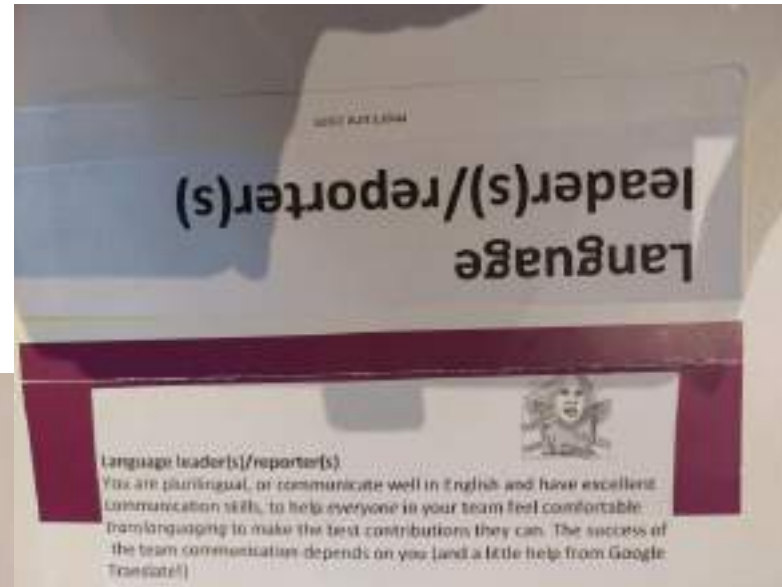 Language
leader(s)/reporter(s)
Language leader(s)/reporter(s)
You are plurilingual, or communicate well in English and have excellent
communication skills, to help everyone in your team feel comfortable
translanguaging to make the best contributions they can. The success of
the team communication depends on you (and a little help from Google
Translate!)